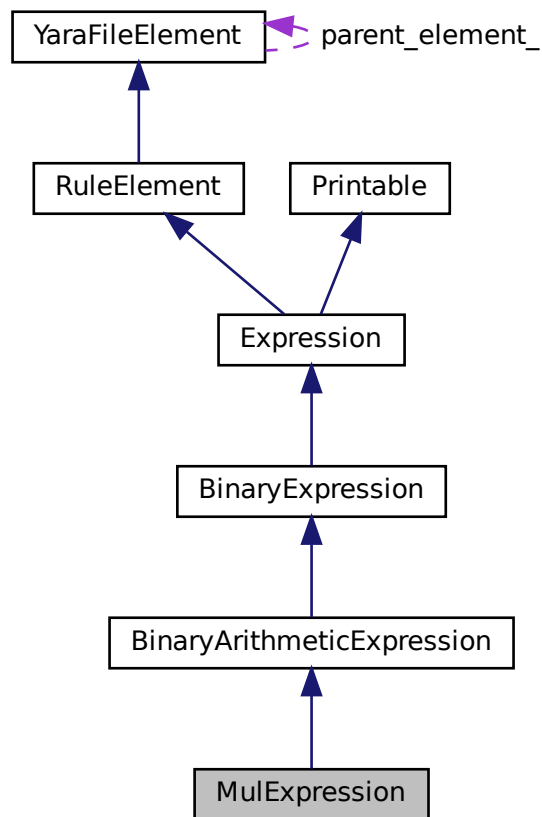 YaraFileElement
parent_element_
RuleElement
Printable
Expression
BinaryExpression
BinaryArithmeticExpression
MulExpression